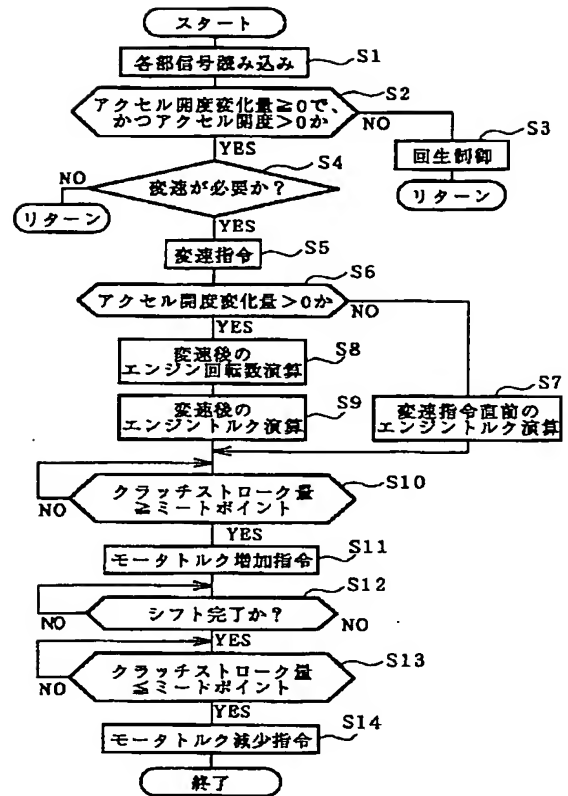 スタート
各部信号読み込み
S1
アクセル開度変化量≧0で、
かつアクセル開度>0か
S2
NO
YES
回生制御
S3
リターン
変速が必要か?
S4
NO
リターン
YES
変速指令
S5
アクセル開度変化量>0か
S6
NO
YES
変速後の
エンジン回転数演算
S8
変速後の
エンジントルク演算
S9
変速指令直前の
エンジントルク演算
S7
クラッチストローク量
≧ミートポイント
S10
NO
YES
モータトルク増加指令
S11
シフト完了か?
S12
NO
YES
クラッチストローク量
≦ミートポイント
S13
NO
YES
モータトルク減少指令
S14
終了